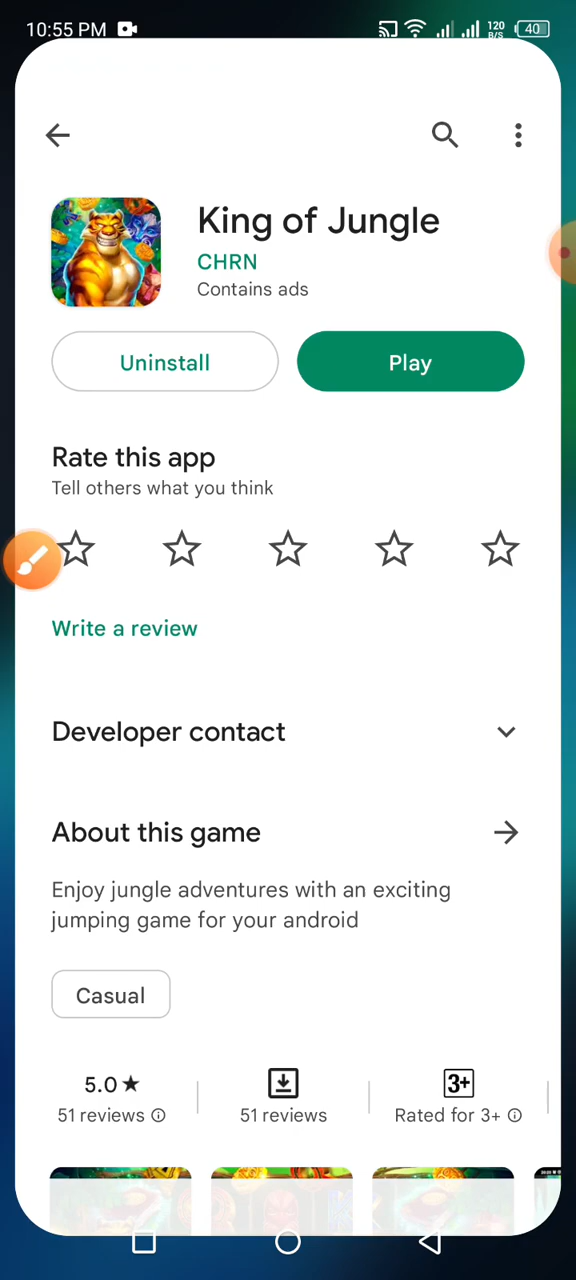 10:55 PM
120
B/S
40
King of Jungle
CHRN
Contains ads
Uninstall
Play
Rate this app
Tell others what you think
Write a review
Developer contact
About this game
Enjoy jungle adventures with an exciting
jumping game for your android
Casual
5.0★
3+
51 reviews
51 reviews
Rated for 3+